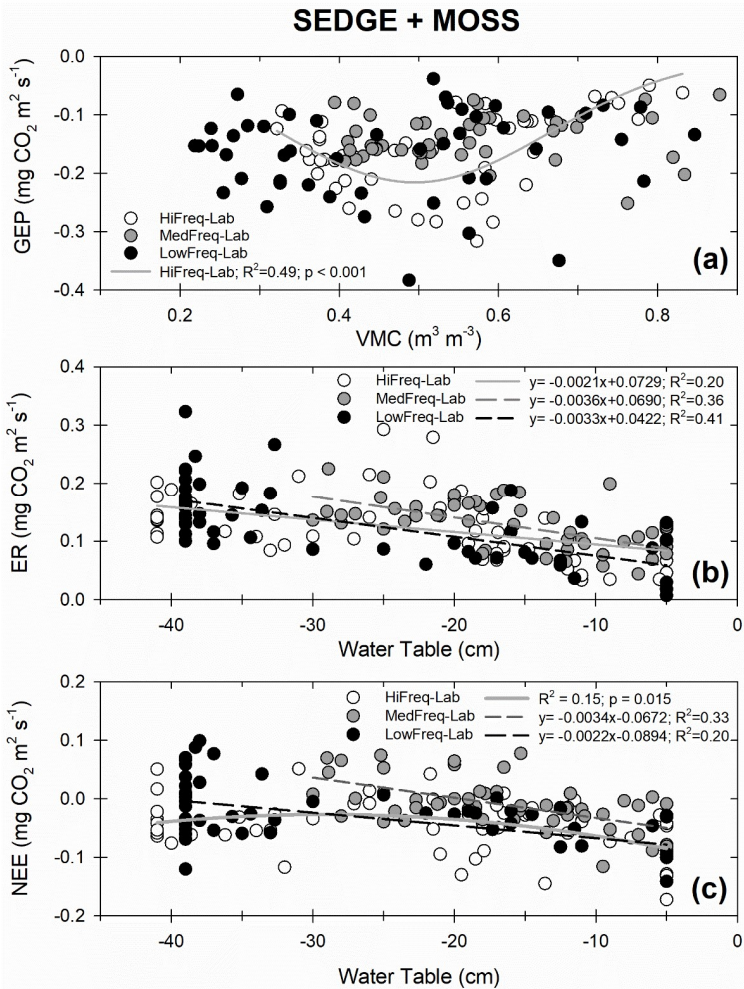 SEDGE + MOSS
0.0
-0.1
-0.2
-0.3
-0.4
GEP (mg CO2 m² s⁻¹)
HiFreq-Lab
MedFreq-Lab
LowFreq-Lab
HiFreq-Lab; R²=0.49; p < 0.001
(a)
0.2 0.4 0.6 0.8
VMC (m³ m⁻³)
0.4
0.3
0.2
0.1
0.0
ER (mg CO2 m² s⁻¹)
HiFreq-Lab y= -0.0021x+0.0729; R²=0.20
MedFreq-Lab y= -0.0036x+0.0690; R²=0.36
LowFreq-Lab y= -0.0033x+0.0422; R²=0.41
(b)
-40 -30 -20 -10 0
Water Table (cm)
0.2
0.1
0.0
-0.1
-0.2
NEE (mg CO2 m² s⁻¹)
HiFreq-Lab R² = 0.15; p = 0.015
MedFreq-Lab y= -0.0034x-0.0672; R²=0.33
LowFreq-Lab y= -0.0022x-0.0894; R²=0.20
(c)
-40 -30 -20 -10 0
Water Table (cm)